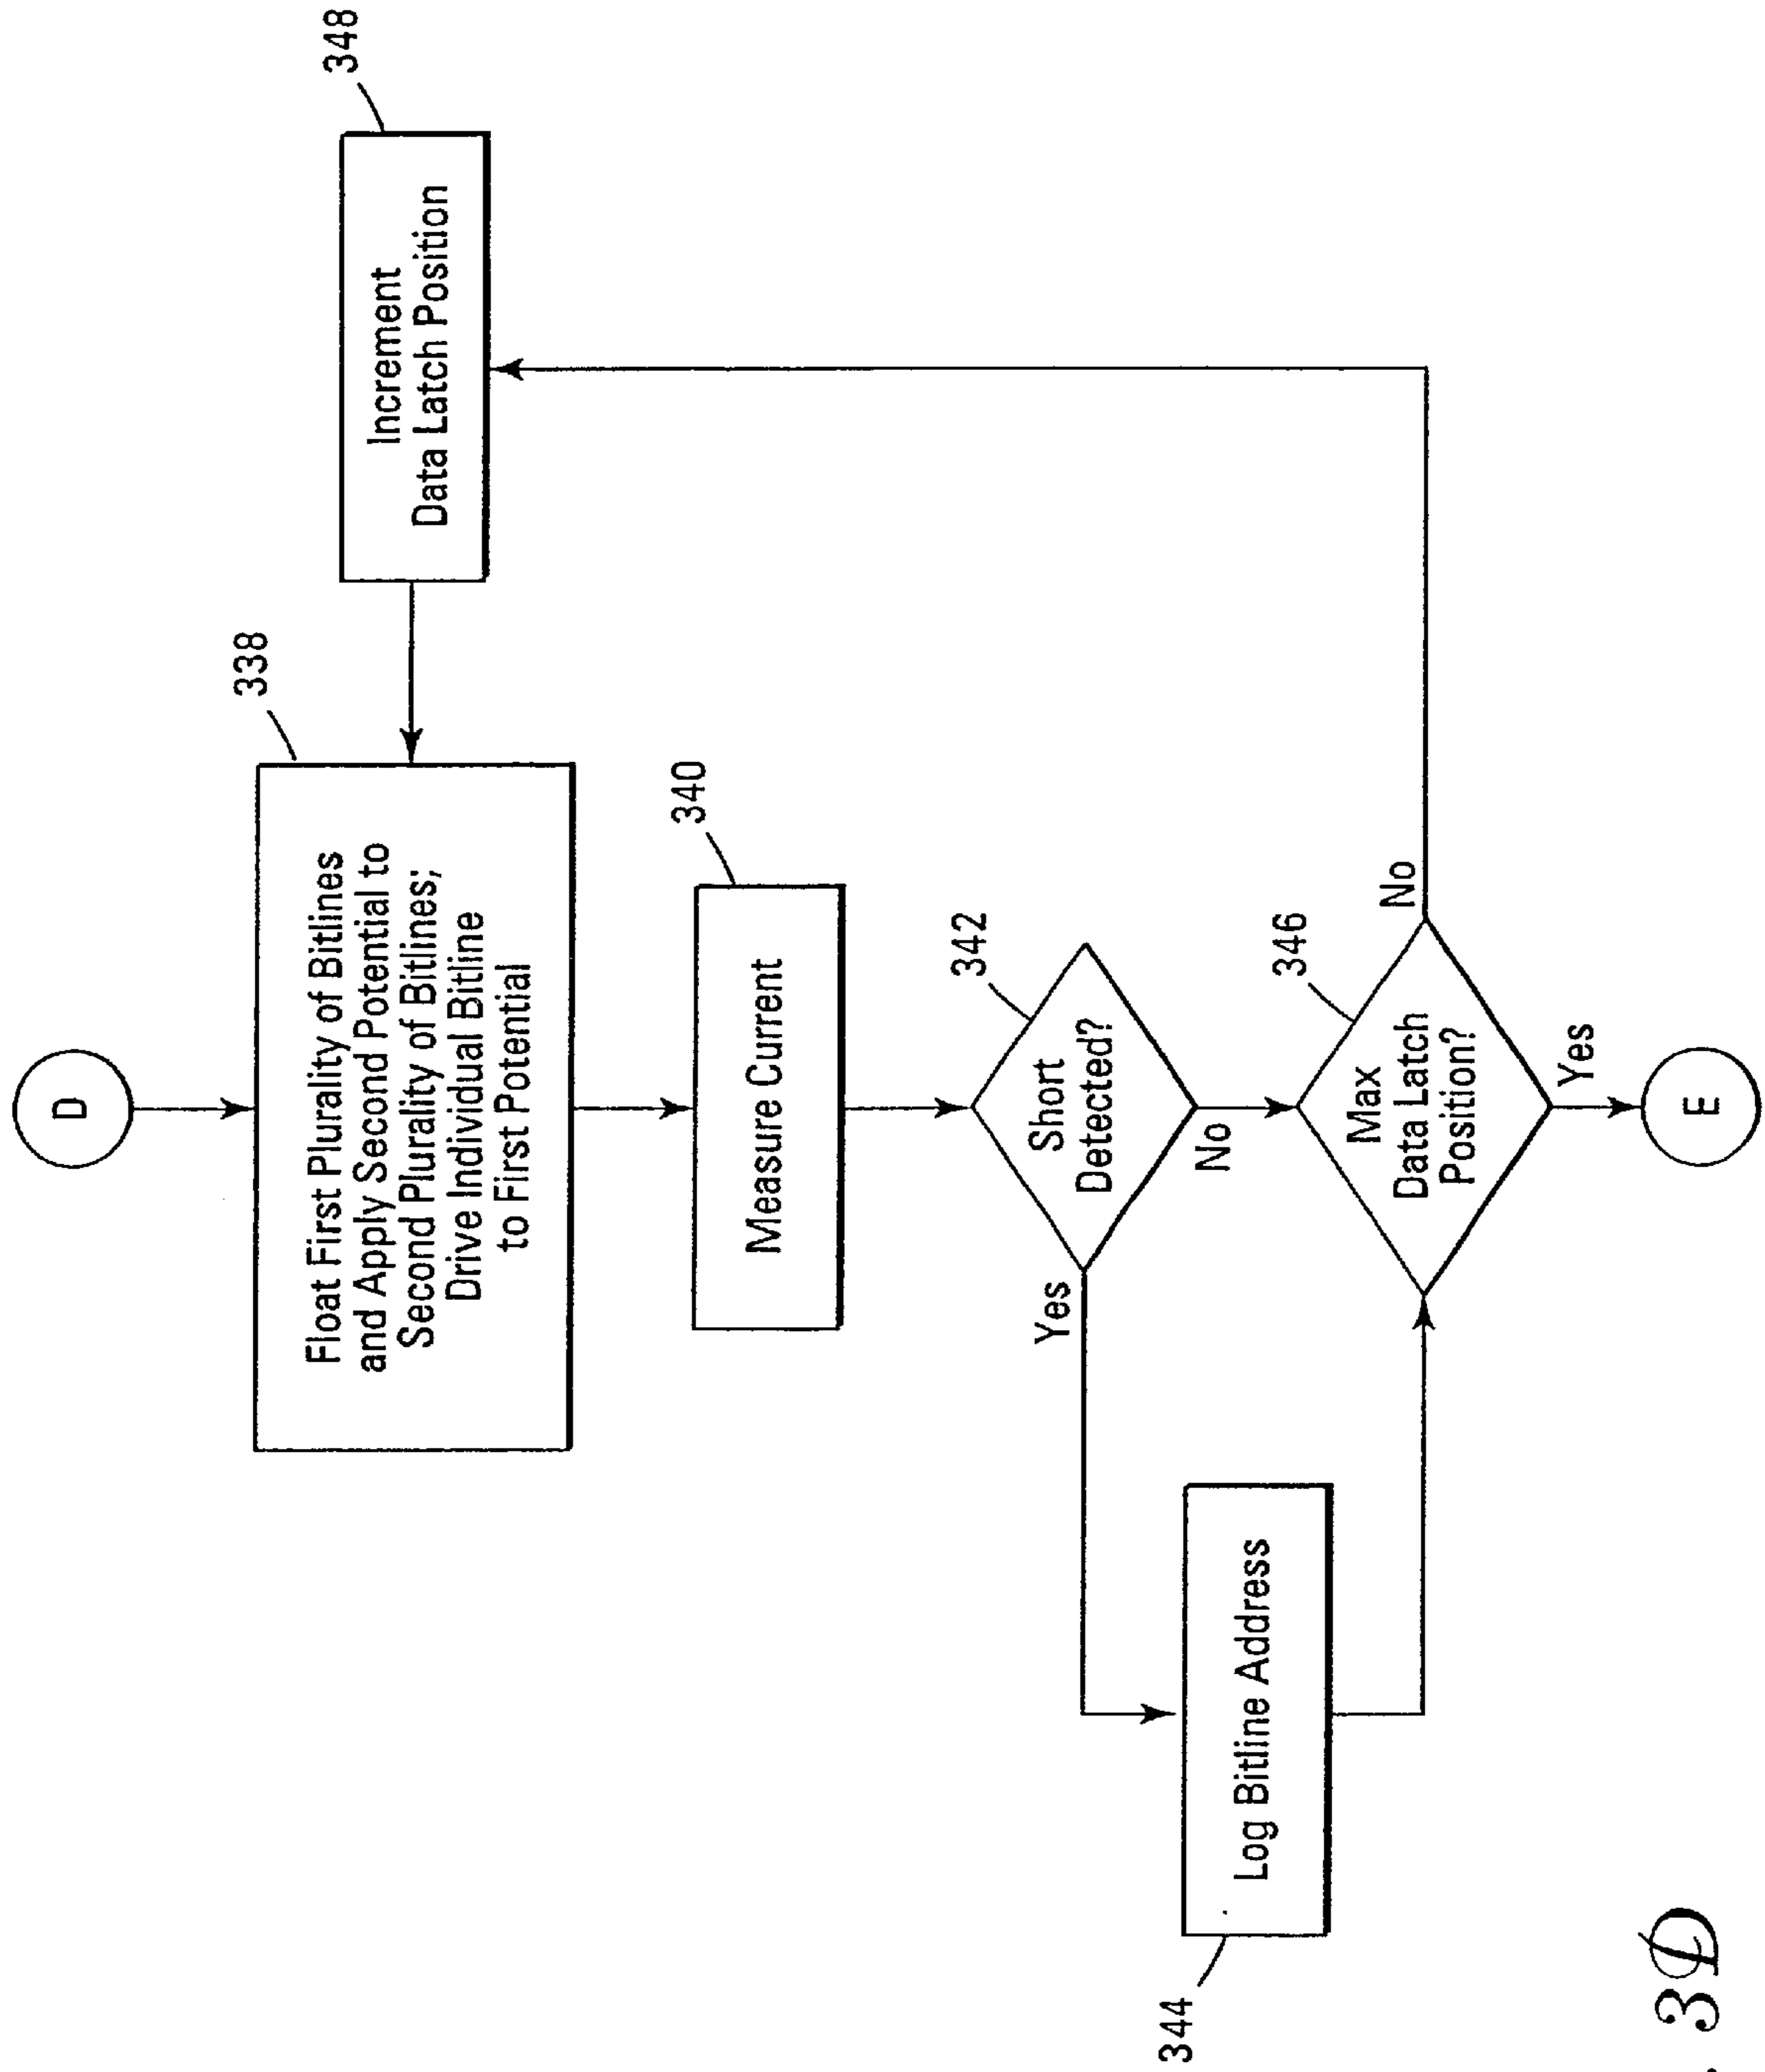 D
338
Float First Plurality of Bitlines
and Apply Second Potential to
Second Plurality of Bitlines;
Drive Individual Bitline
to First Potential
348
Increment
Data Latch Position
340
Measure Current
342
Short
Detected?
Yes
No
344
Log Bitline Address
346
Max
Data Latch
Position?
No
Yes
E
. 3D